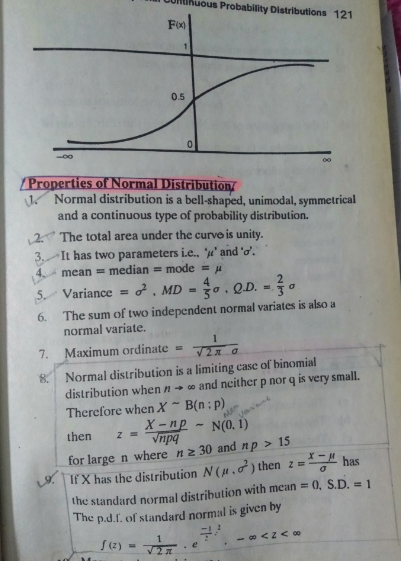 Continuous Probability Distributions 121
F(x)
1
0.5
0
−∞
∞
Properties of Normal Distribution
1. Normal distribution is a bell-shaped, unimodal, symmetrical
and a continuous type of probability distribution.
2. The total area under the curve is unity.
3. It has two parameters i.e., 'μ' and 'σ'.
4. mean = median = mode = μ
5. Variance = σ², MD = 4/5 σ, Q.D. = 2/3 σ
6. The sum of two independent normal variates is also a
normal variate.
7. Maximum ordinate = 1/√2π σ
8. Normal distribution is a limiting case of binomial
distribution when n → ∞ and neither p nor q is very small.
Therefore when X ~ B(n ; p)
then z = X − np/√npq ~ N(0, 1)
for large n where n ≥ 30 and np > 15
9. If X has the distribution N(μ, σ²) then z = x − μ/σ has
the standard normal distribution with mean = 0, S.D. = 1
The p.d.f. of standard normal is given by
f(z) = 1/√2π . e^(−1/2 z²) . − ∞ < z < ∞